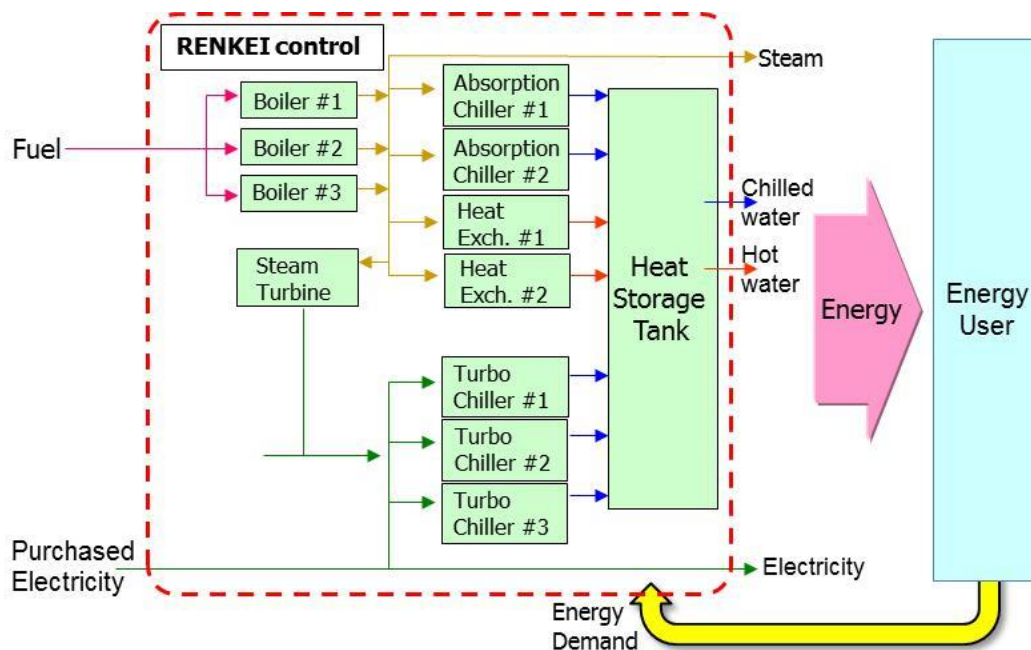 RENKEI control
Steam
Boiler #1
Absorption
Chiller #1
Fuel
Boiler #2
Absorption
Chiller #2
Boiler #3
Heat
Exch. #1
Chilled
water
Steam
Turbine
Heat
Exch. #2
Heat
Storage
Tank
Hot
water
Energy
Energy
User
Turbo
Chiller #1
Turbo
Chiller #2
Turbo
Chiller #3
Purchased
Electricity
Electricity
Energy
Demand